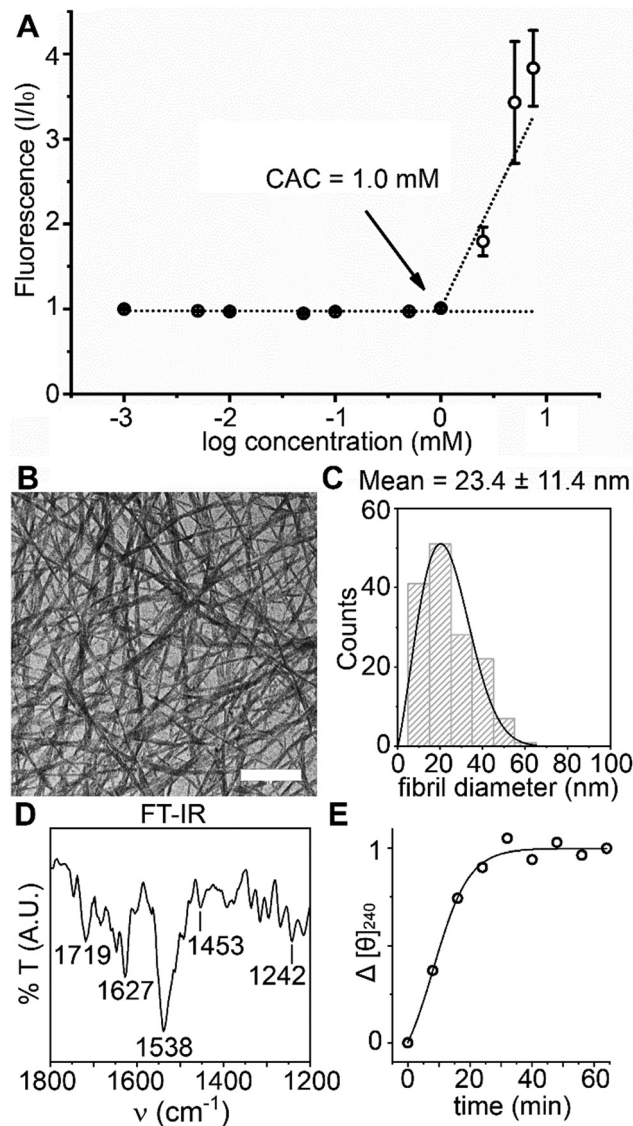 A
Fluorescence (I/I₀)
4
3
2
1
0
CAC = 1.0 mM
-3
-2
-1
0
1
log concentration (mM)
B
C
Mean = 23.4 ± 11.4 nm
Counts
60
40
20
0
0
20
40
60
80
100
fibril diameter (nm)
D
FT-IR
% T (A.U.)
1719
1627
1538
1453
1242
1800
1600
1400
1200
ν (cm⁻¹)
E
Δ [θ]₂₄₀
1
0
0
20
40
60
time (min)